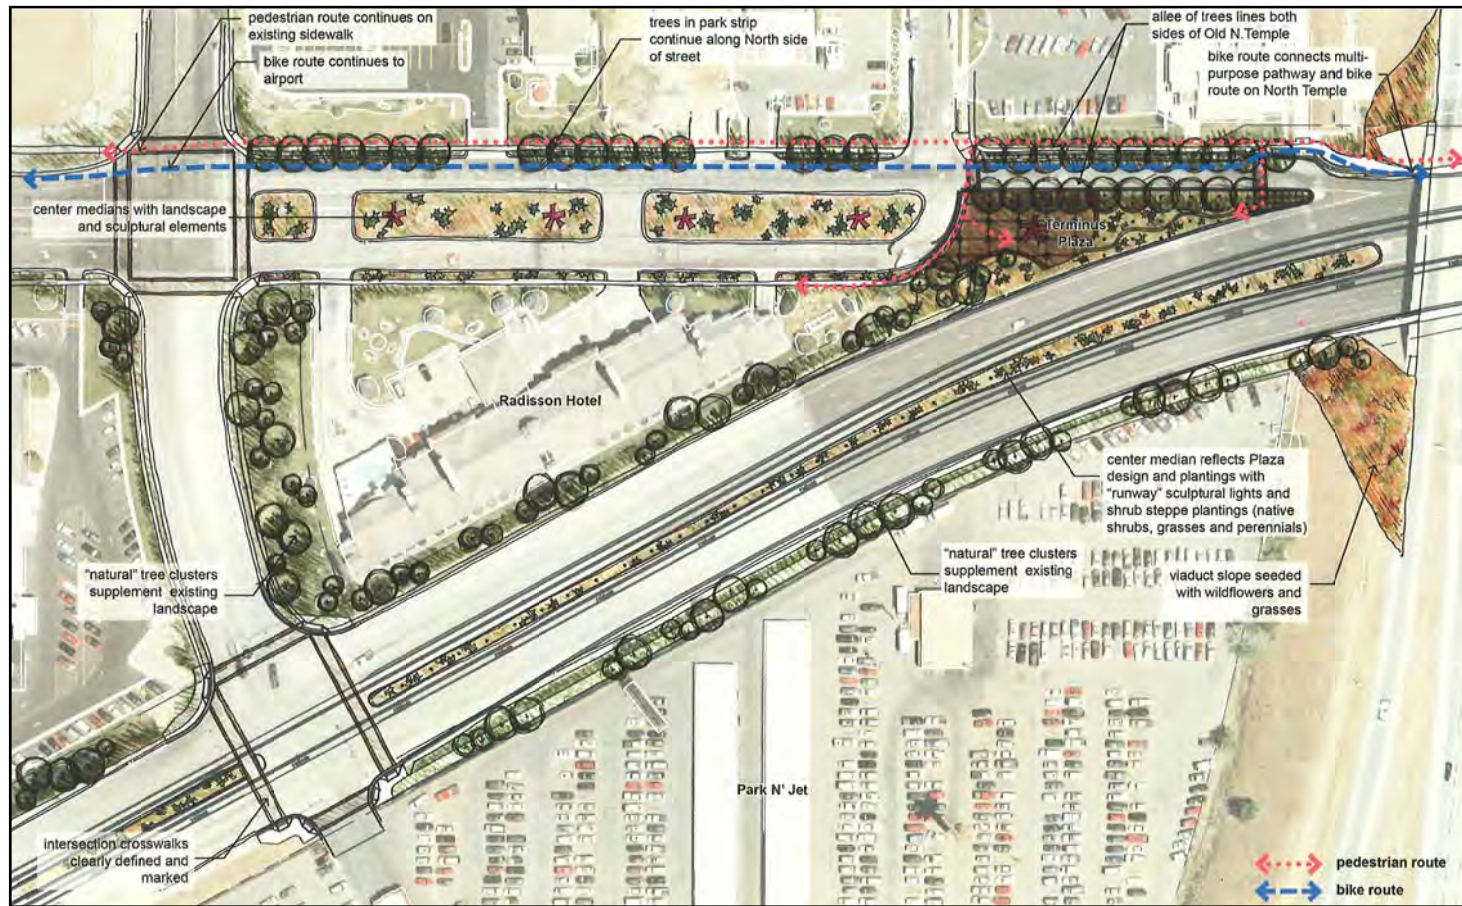 pedestrian route continues on
existing sidewalk
bike route continues to
airport
trees in park strip
continue along North side
of street
allee of trees lines both
sides of Old N.Temple
bike route connects multi-
purpose pathway and bike
route on North Temple
center medians with landscape
and sculptural elements
Terminus
Plaza
Radisson Hotel
center median reflects Plaza
design and plantings with
"runway" sculptural lights and
shrub steppe plantings (native
shrubs, grasses and perennials)
"natural" tree clusters
supplement existing
landscape
"natural" tree clusters
supplement existing
landscape
viaduct slope seeded
with wildflowers and
grasses
Park N' Jet
intersection crosswalks
clearly defined and
marked
pedestrian route
bike route